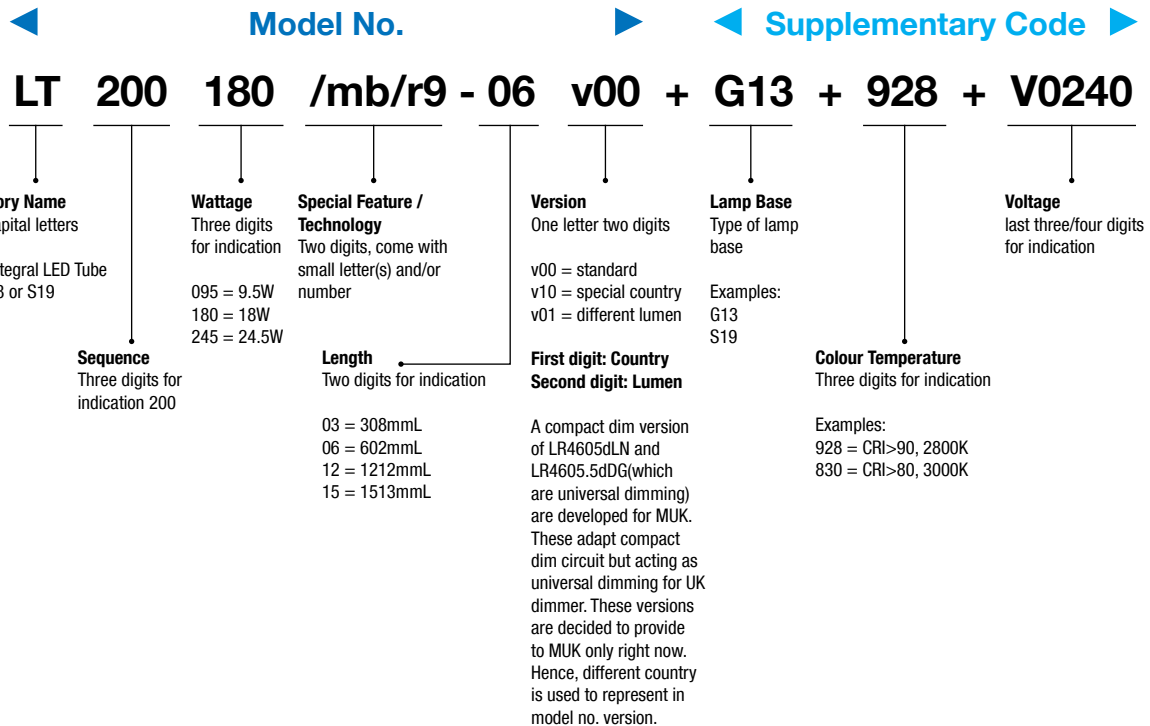 Model No.
Supplementary Code
LT 200 180 /mb/r9 - 06 v00 + G13 + 928 + V0240
ory Name
apital letters
tegral LED Tube
3 or S19
Sequence
Three digits for
indication 200
Wattage
Three digits
for indication
095 = 9.5W
180 = 18W
245 = 24.5W
Special Feature /
Technology
Two digits, come with
small letter(s) and/or
number
Length
Two digits for indication
03 = 308mmL
06 = 602mmL
12 = 1212mmL
15 = 1513mmL
Version
One letter two digits
v00 = standard
v10 = special country
v01 = different lumen
First digit: Country
Second digit: Lumen
A compact dim version
of LR4605dLN and
LR4605.5dDG(which
are universal dimming)
are developed for MUK.
These adapt compact
dim circuit but acting as
universal dimming for UK
dimmer. These versions
are decided to provide
to MUK only right now.
Hence, different country
is used to represent in
model no. version.
Lamp Base
Type of lamp
base
Examples:
G13
S19
Colour Temperature
Three digits for indication
Examples:
928 = CRI>90, 2800K
830 = CRI>80, 3000K
Voltage
last three/four digits
for indication